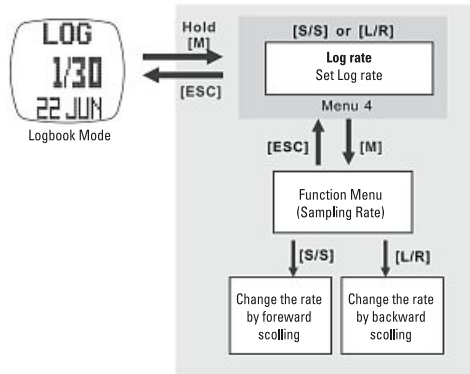 LOG
1/30
22 JUN
Logbook Mode
Hold
[M]
[ESC]
[S/S] or [L/R]
Log rate
Set Log rate
Menu 4
[ESC]
[M]
Function Menu
(Sampling Rate)
[S/S]
[L/R]
Change the rate
by foreward
scolling
Change the rate
by backward
scolling